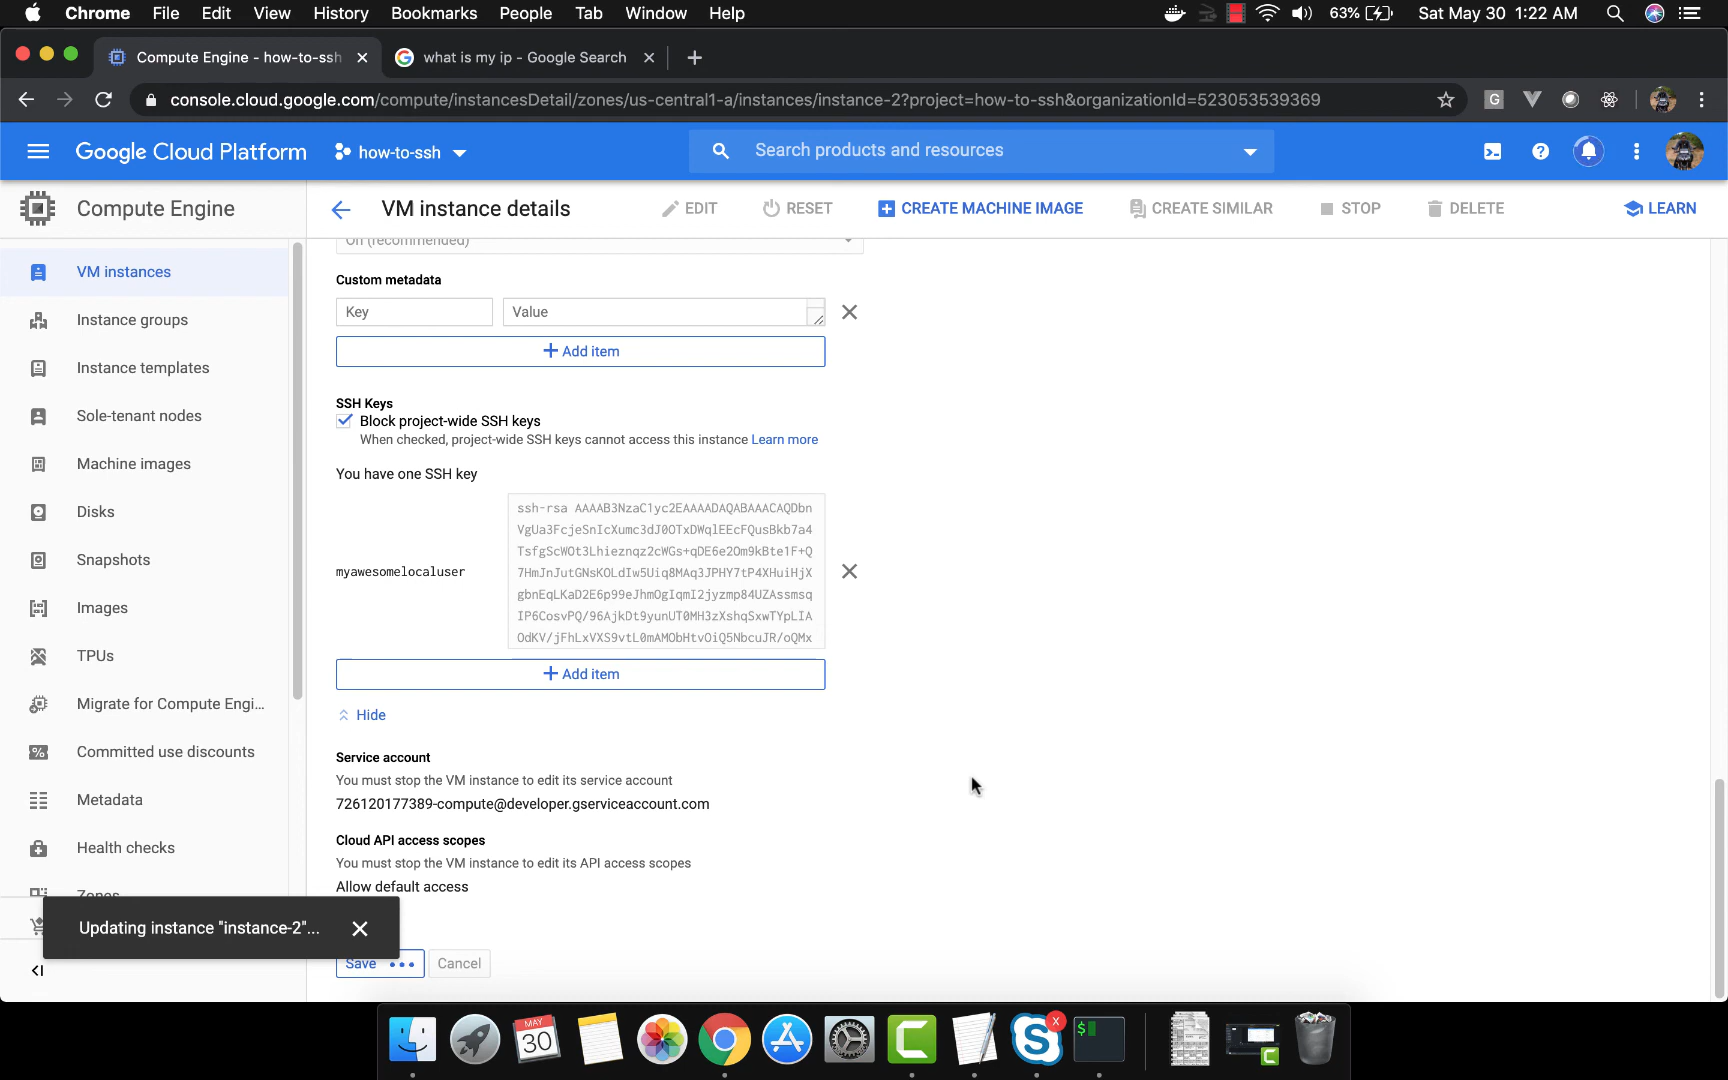 Chrome File Edit View History Bookmarks People Tab Window Help 63% Sat May 30 1:22 AM
Compute Engine - how-to-ssh what is my ip - Google Search
console.cloud.google.com/compute/instancesDetail/zones/us-central1-a/instances/instance-2?project=how-to-ssh&organizationId=523053539369
Google Cloud Platform how-to-ssh Search products and resources
Compute Engine
VM instance details EDIT RESET CREATE MACHINE IMAGE CREATE SIMILAR STOP DELETE LEARN
VM instances
Instance groups
Instance templates
Sole-tenant nodes
Machine images
Disks
Snapshots
Images
TPUs
Migrate for Compute Engi...
Committed use discounts
Metadata
Health checks
Zones
On (recommended)
Custom metadata
Key Value
Add item
SSH Keys
Block project-wide SSH keys
When checked, project-wide SSH keys cannot access this instance Learn more
You have one SSH key
myawesomelocaluser
ssh-rsa AAAAB3NzaC1yc2EAAAADAQABAAACAQDbn
VgUa3FcjeSnIcXumc3dJ0OTxDWqlEEcFQusBkb7a4
TsfgScWOt3Lhieznqz2cWGs+qDE6e2Om9kBte1F+Q
7HmJnJutGNsKOLdIw5Uiq8MAq3JPHY7tP4XHuiHjX
gbnEqLKaD2E6p99eJhmOgIqmI2jyzmp84UZAssmsq
IP6CosvPQ/96AjkDt9yunUT0MH3zXshqSxwTYpLIA
OdKV/jFhLxVXS9vtL0mAMObHtvOiQ5NbcuJR/oQMx
Add item
Hide
Service account
You must stop the VM instance to edit its service account
726120177389-compute@developer.gserviceaccount.com
Cloud API access scopes
You must stop the VM instance to edit its API access scopes
Allow default access
Updating instance "instance-2"...
Save Cancel
MAY
30